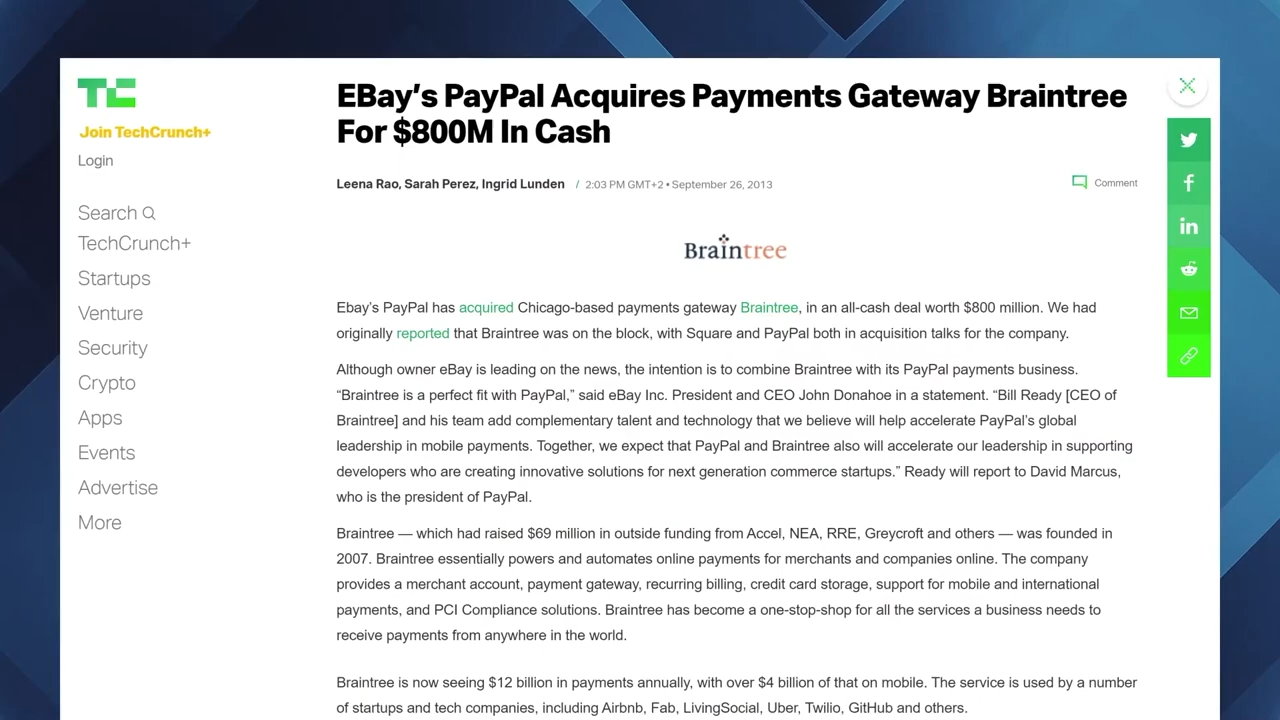 TC
Join TechCrunch+
Login
Search
TechCrunch+
Startups
Venture
Security
Crypto
Apps
Events
Advertise
More
EBay’s PayPal Acquires Payments Gateway Braintree
For $800M In Cash
Leena Rao, Sarah Perez, Ingrid Lunden / 2:03 PM GMT+2 • September 26, 2013
Comment
Braintree
Ebay’s PayPal has acquired Chicago-based payments gateway Braintree, in an all-cash deal worth $800 million. We had
originally reported that Braintree was on the block, with Square and PayPal both in acquisition talks for the company.
Although owner eBay is leading on the news, the intention is to combine Braintree with its PayPal payments business.
“Braintree is a perfect fit with PayPal,” said eBay Inc. President and CEO John Donahoe in a statement. “Bill Ready [CEO of
Braintree] and his team add complementary talent and technology that we believe will help accelerate PayPal’s global
leadership in mobile payments. Together, we expect that PayPal and Braintree also will accelerate our leadership in supporting
developers who are creating innovative solutions for next generation commerce startups.” Ready will report to David Marcus,
who is the president of PayPal.
Braintree — which had raised $69 million in outside funding from Accel, NEA, RRE, Greycroft and others — was founded in
2007. Braintree essentially powers and automates online payments for merchants and companies online. The company
provides a merchant account, payment gateway, recurring billing, credit card storage, support for mobile and international
payments, and PCI Compliance solutions. Braintree has become a one-stop-shop for all the services a business needs to
receive payments from anywhere in the world.
Braintree is now seeing $12 billion in payments annually, with over $4 billion of that on mobile. The service is used by a number
of startups and tech companies, including Airbnb, Fab, LivingSocial, Uber, Twilio, GitHub and others.
f
in